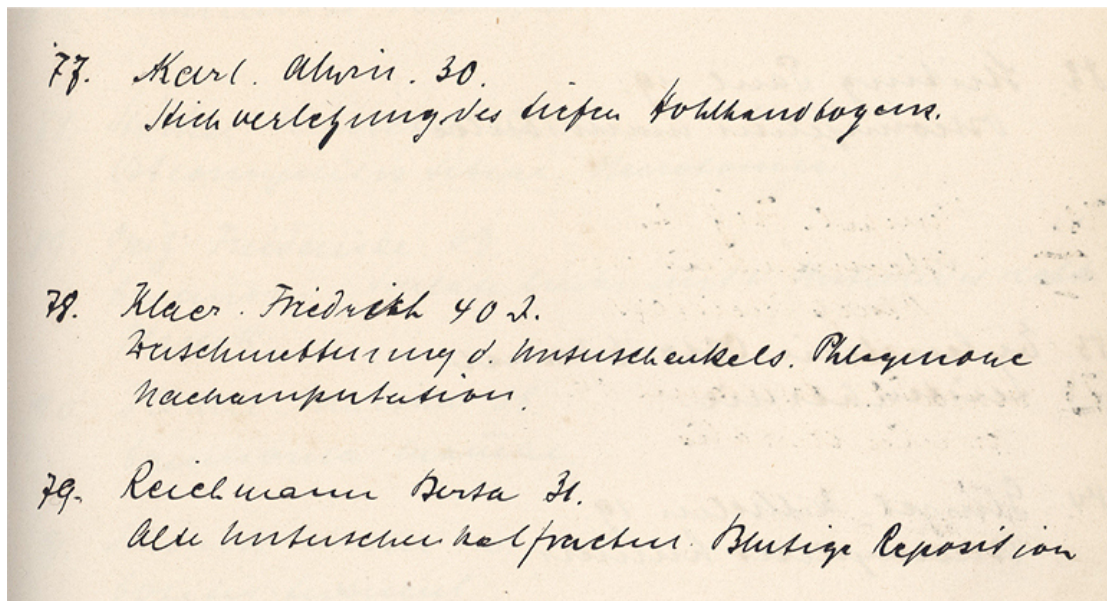 77. Karl. Alwin. 30.
Stichverletzung des tiefen Hohlhandbogens.
78. Klaer. Friedrich 40 J.
Zerschmetterung d. Unterschenkels. Phlegmone
Nachamputation.
79. Reichmann Berta 31.
Alte Unterschenkelfractur. Blutige Reposition